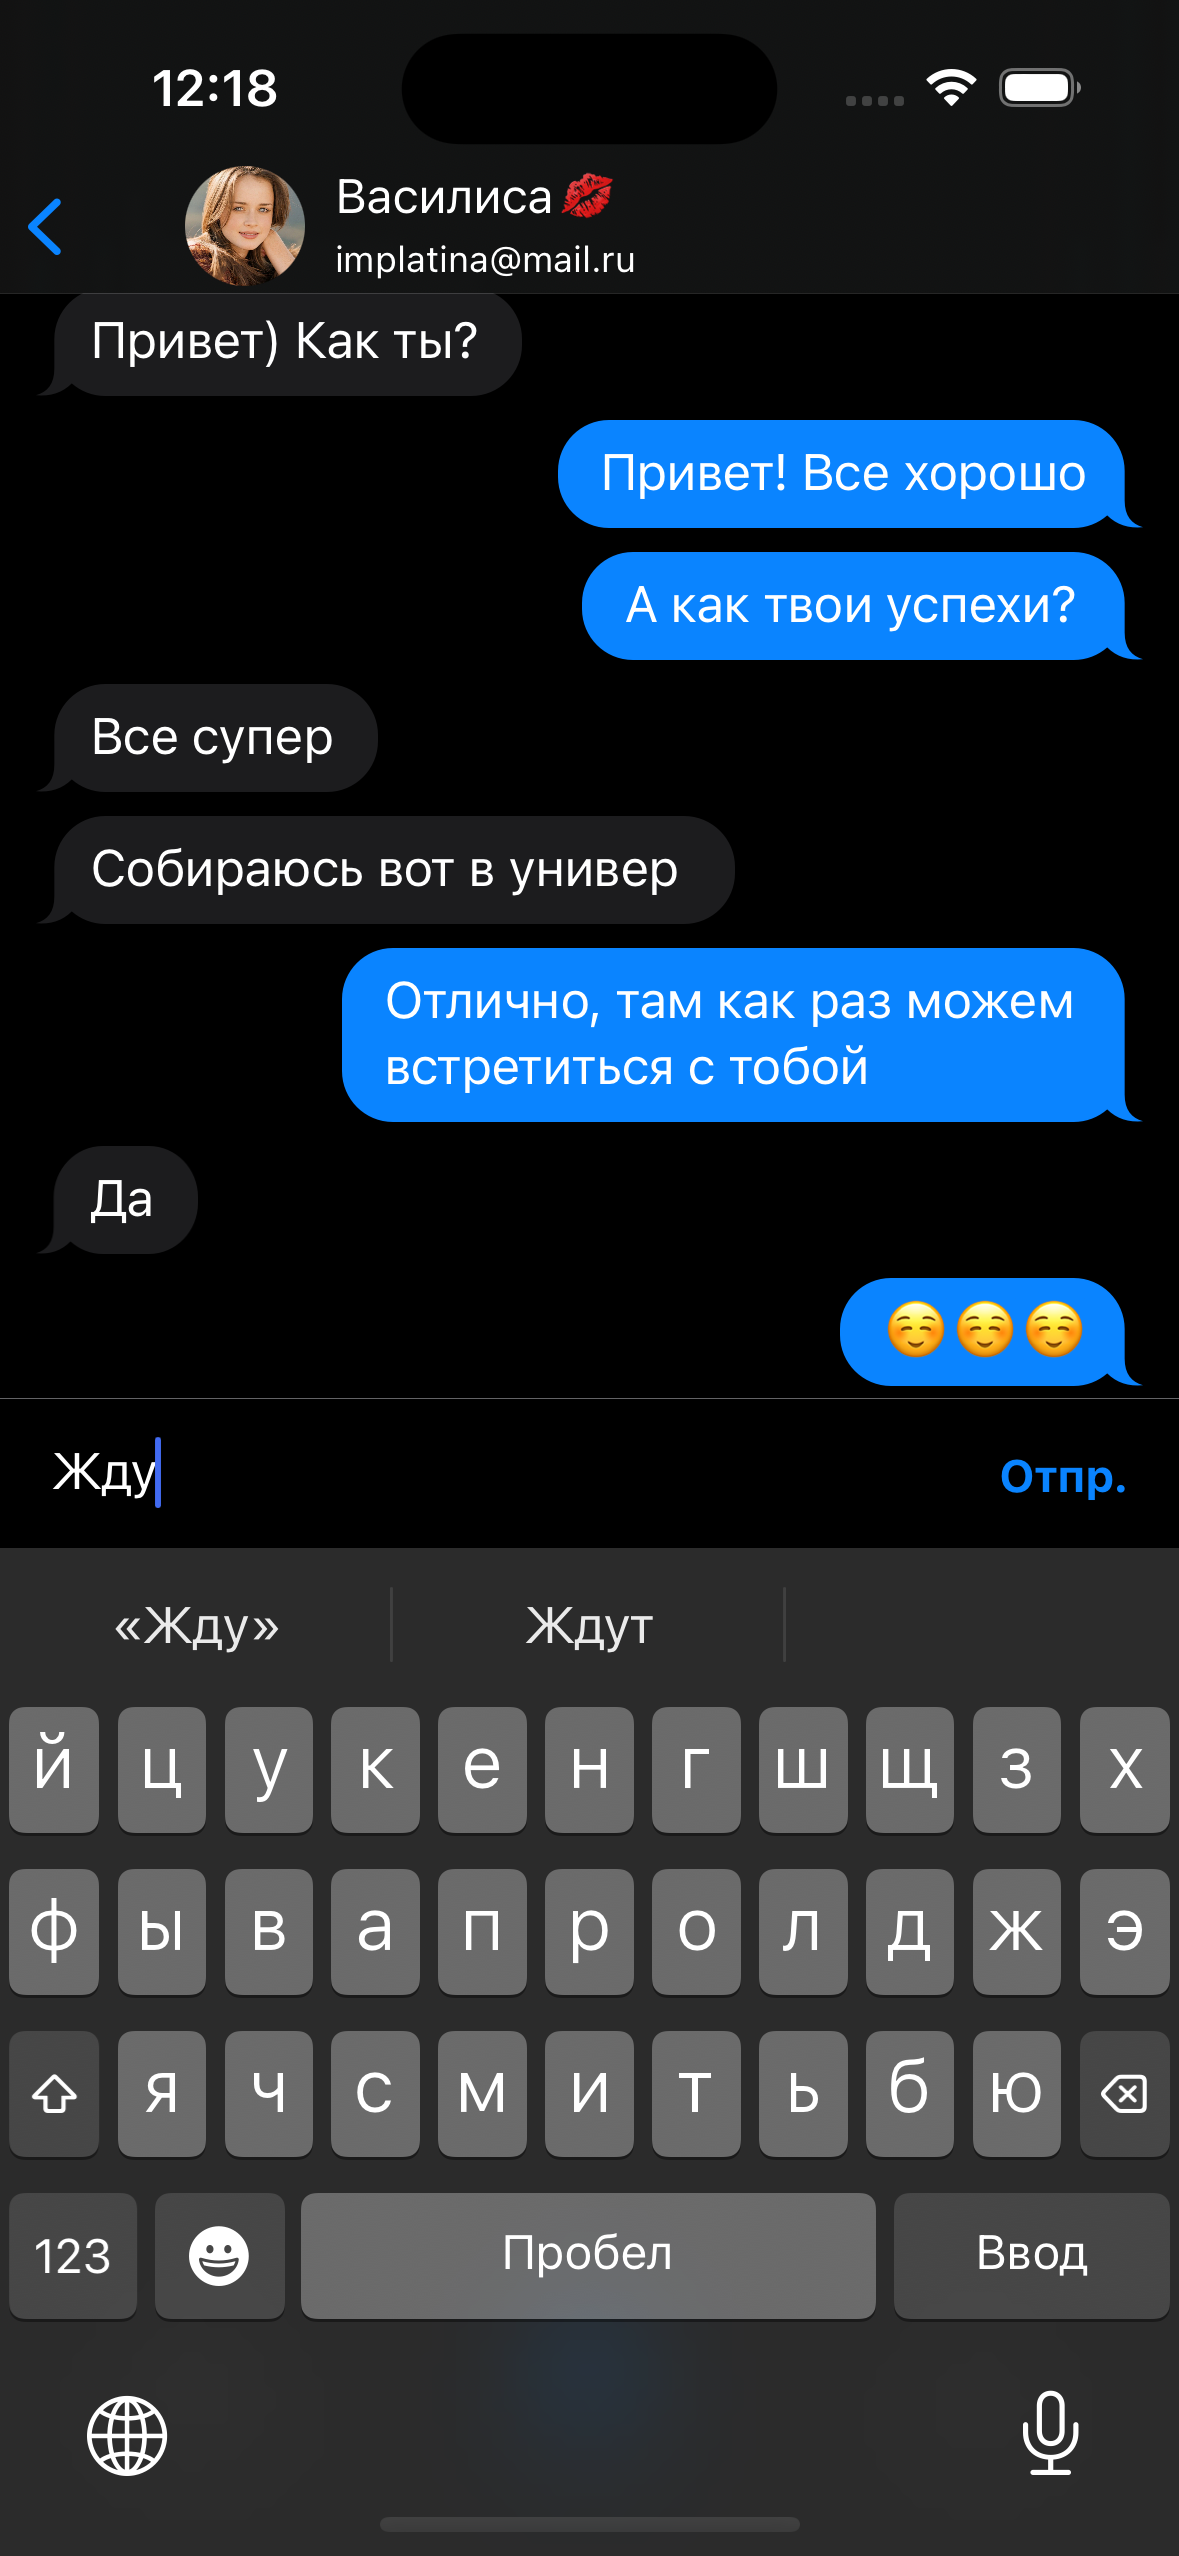 12:18
Василиса💋
implatina@mail.ru
Привет) Как ты?
Привет! Все хорошо
А как твои успехи?
Все супер
Собираюсь вот в универ
Отлично, там как раз можем
встретиться с тобой
Да
☺️☺️☺️
Жду
Отпр.
«Жду» Ждут
й ц у к е н г ш щ з х
ф ы в а п р о л д ж э
я ч с м и т ь б ю
123 Пробел Ввод